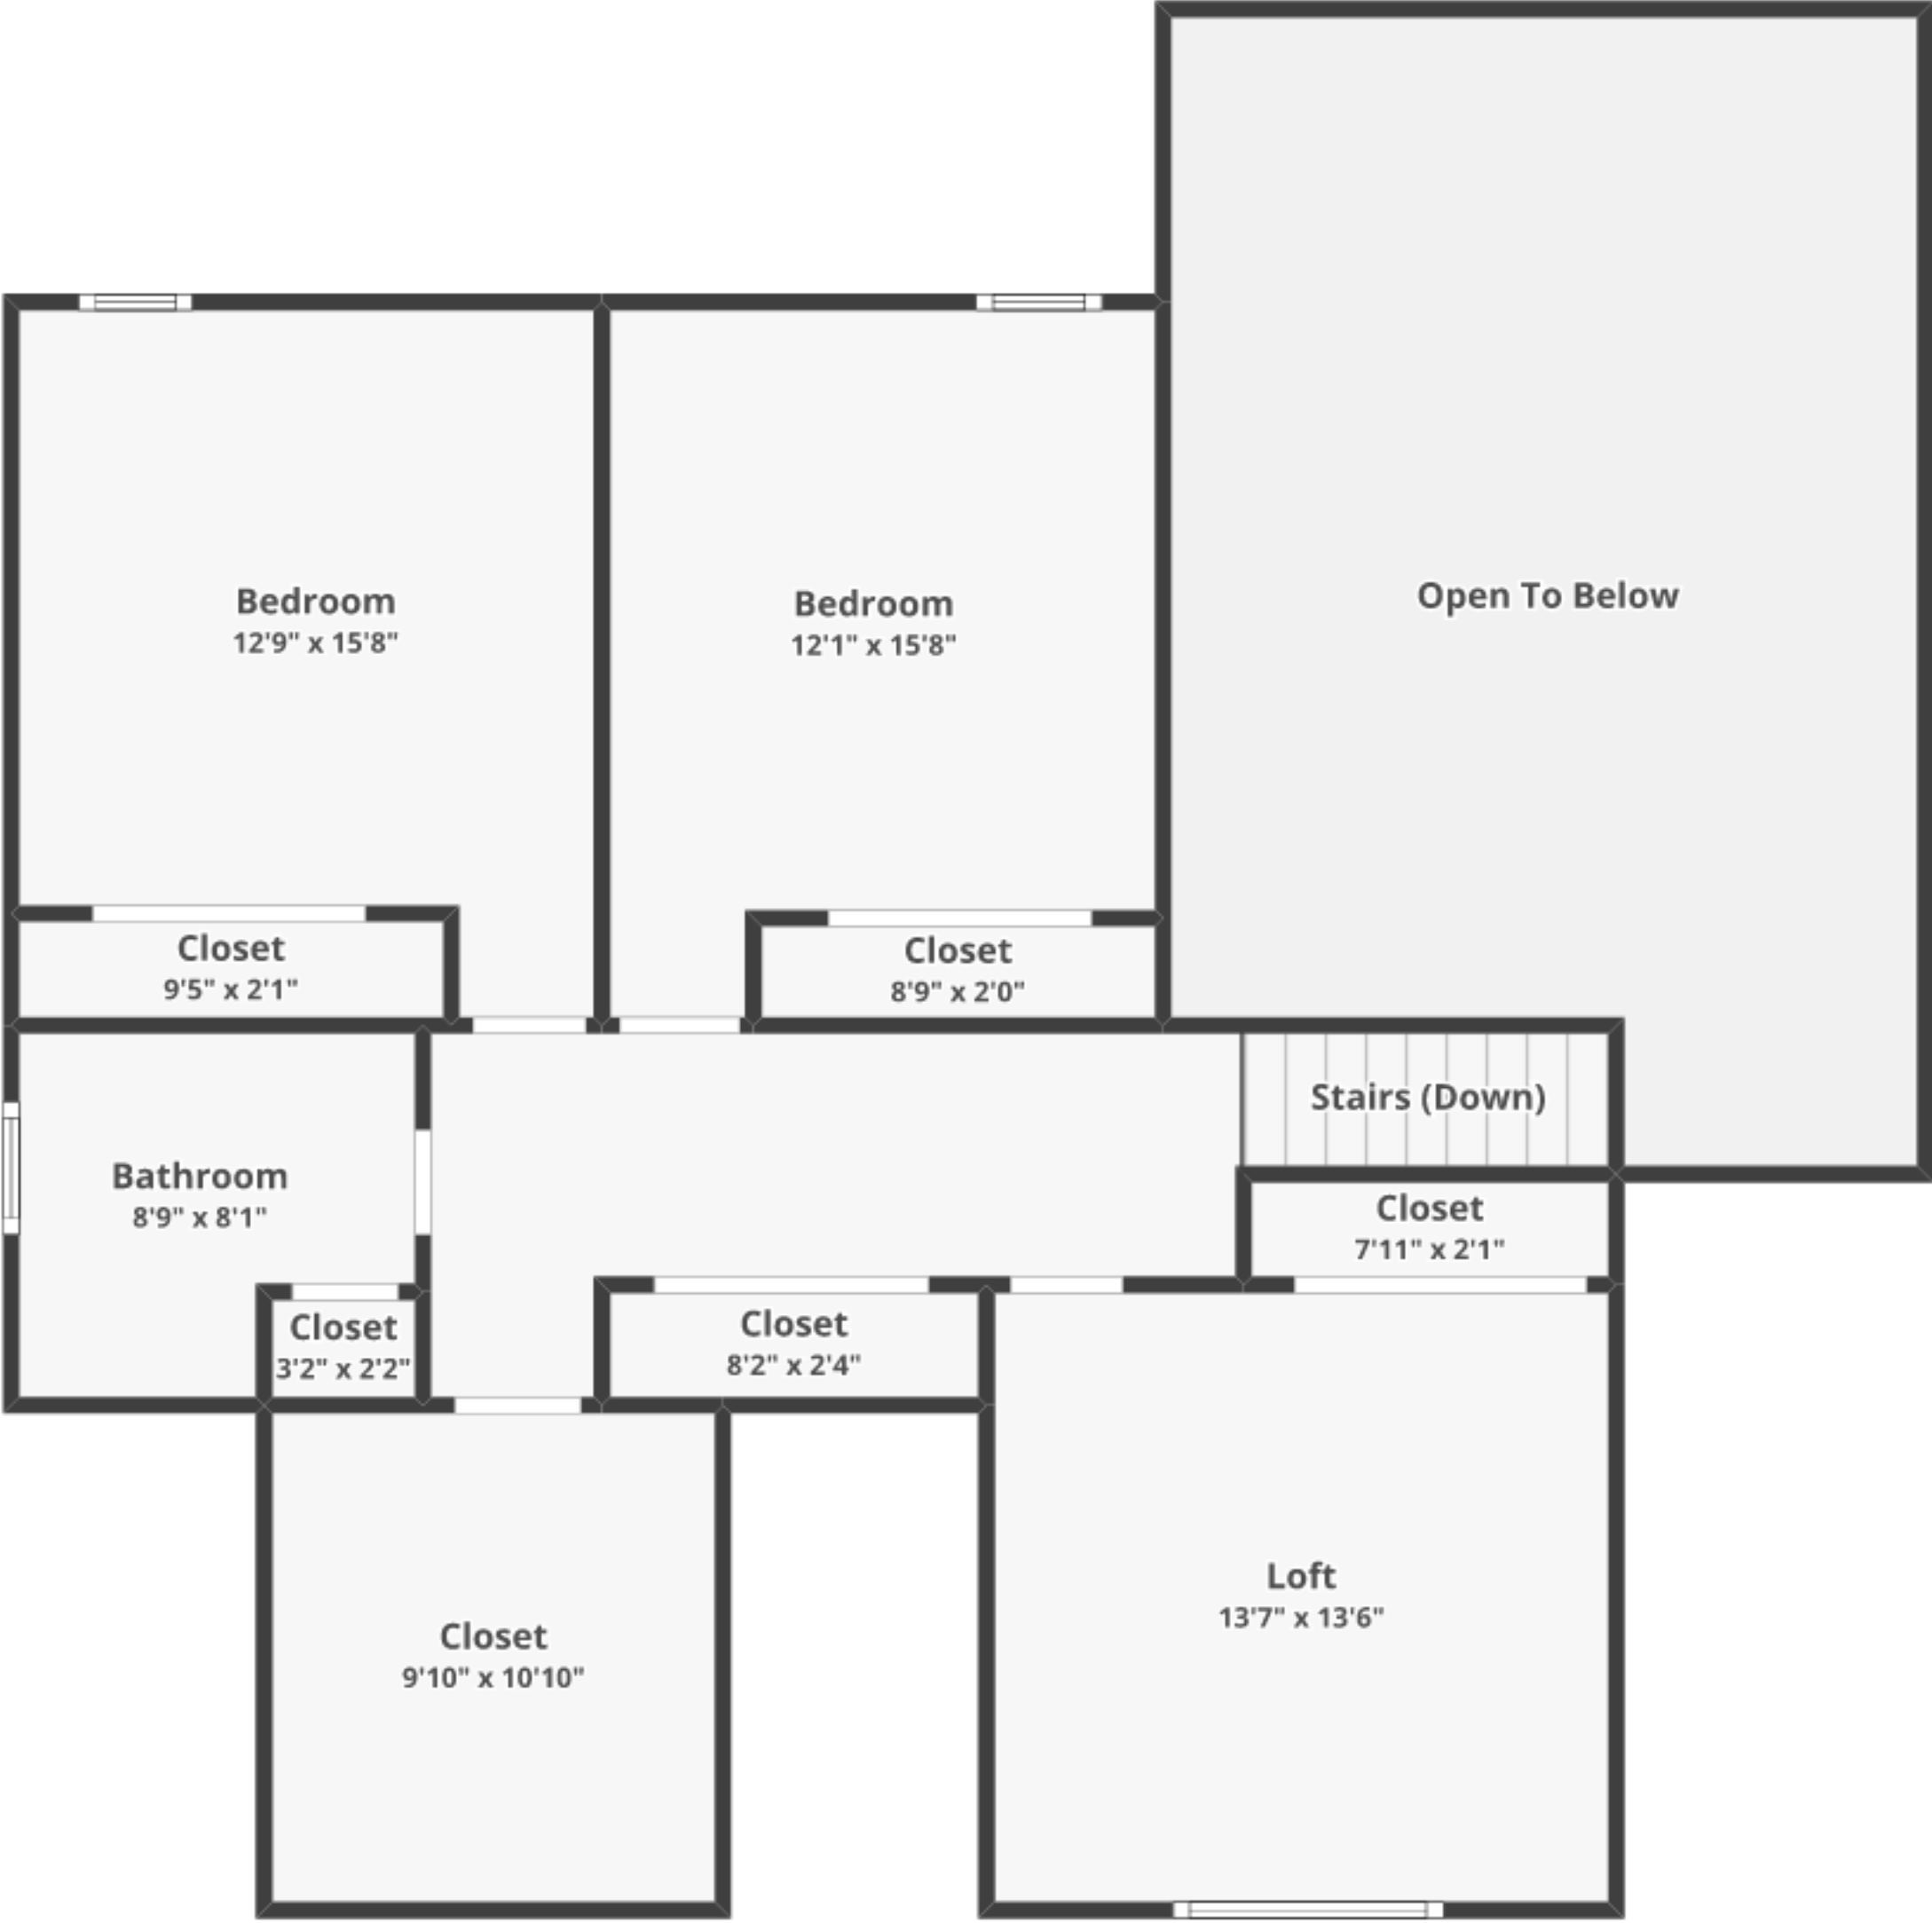 Open To Below
Bedroom
12'9" x 15'8"
Bedroom
12'1" x 15'8"
Closet
9'5" x 2'1"
Closet
8'9" x 2'0"
Stairs (Down)
Bathroom
8'9" x 8'1"
Closet
7'11" x 2'1"
Closet
3'2" x 2'2"
Closet
8'2" x 2'4"
Loft
13'7" x 13'6"
Closet
9'10" x 10'10"